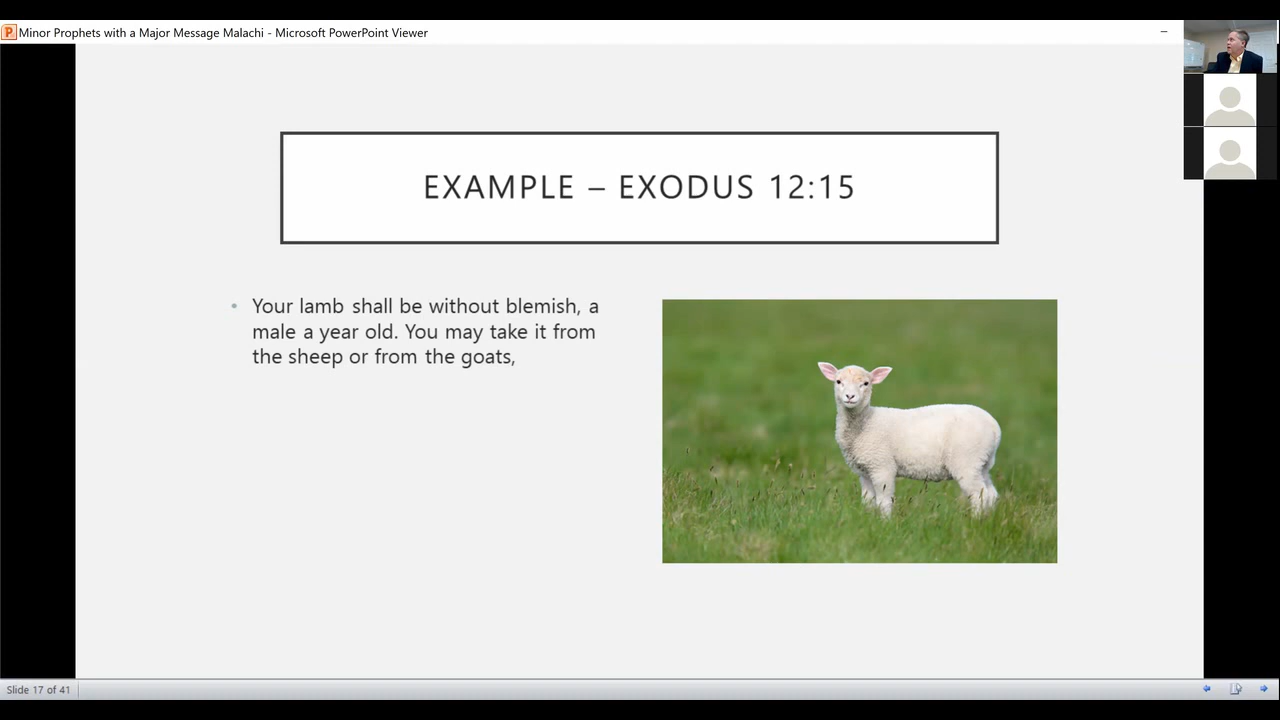 Minor Prophets with a Major Message Malachi - Microsoft PowerPoint Viewer
EXAMPLE – EXODUS 12:15
• Your lamb shall be without blemish, a
male a year old. You may take it from
the sheep or from the goats,
Slide 17 of 41